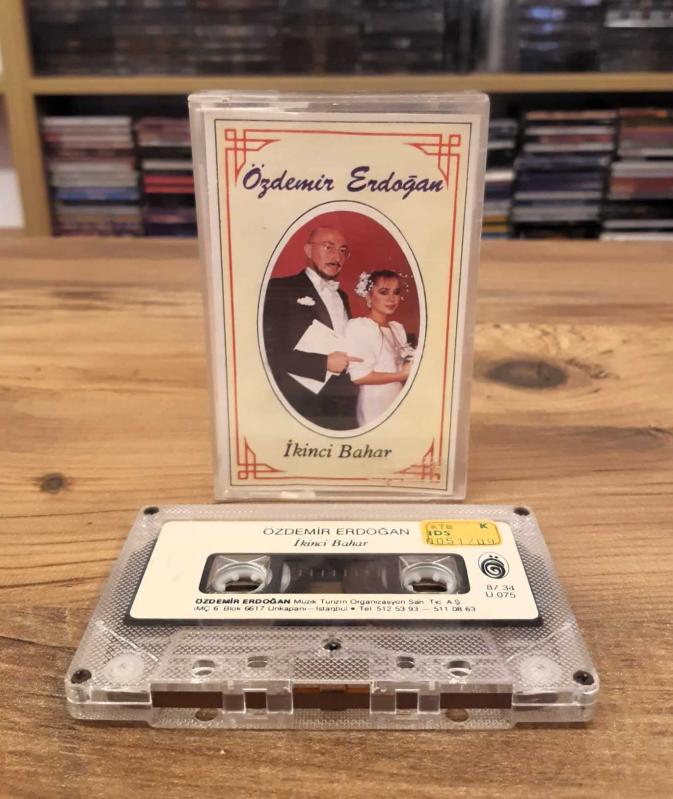 Özdemir Erdoğan
İkinci Bahar
ÖZDEMİR ERDOĞAN
İkinci Bahar
KTB K
IDS
0051209
87.34
Ü.075
ÖZDEMİR ERDOĞAN Müzik Turizm Organizasyon San. Tic. A.Ş.
İMÇ 6. Blok 6617 Unkapanı—İstanbul • Tel: 512 53 93 — 511 08 63